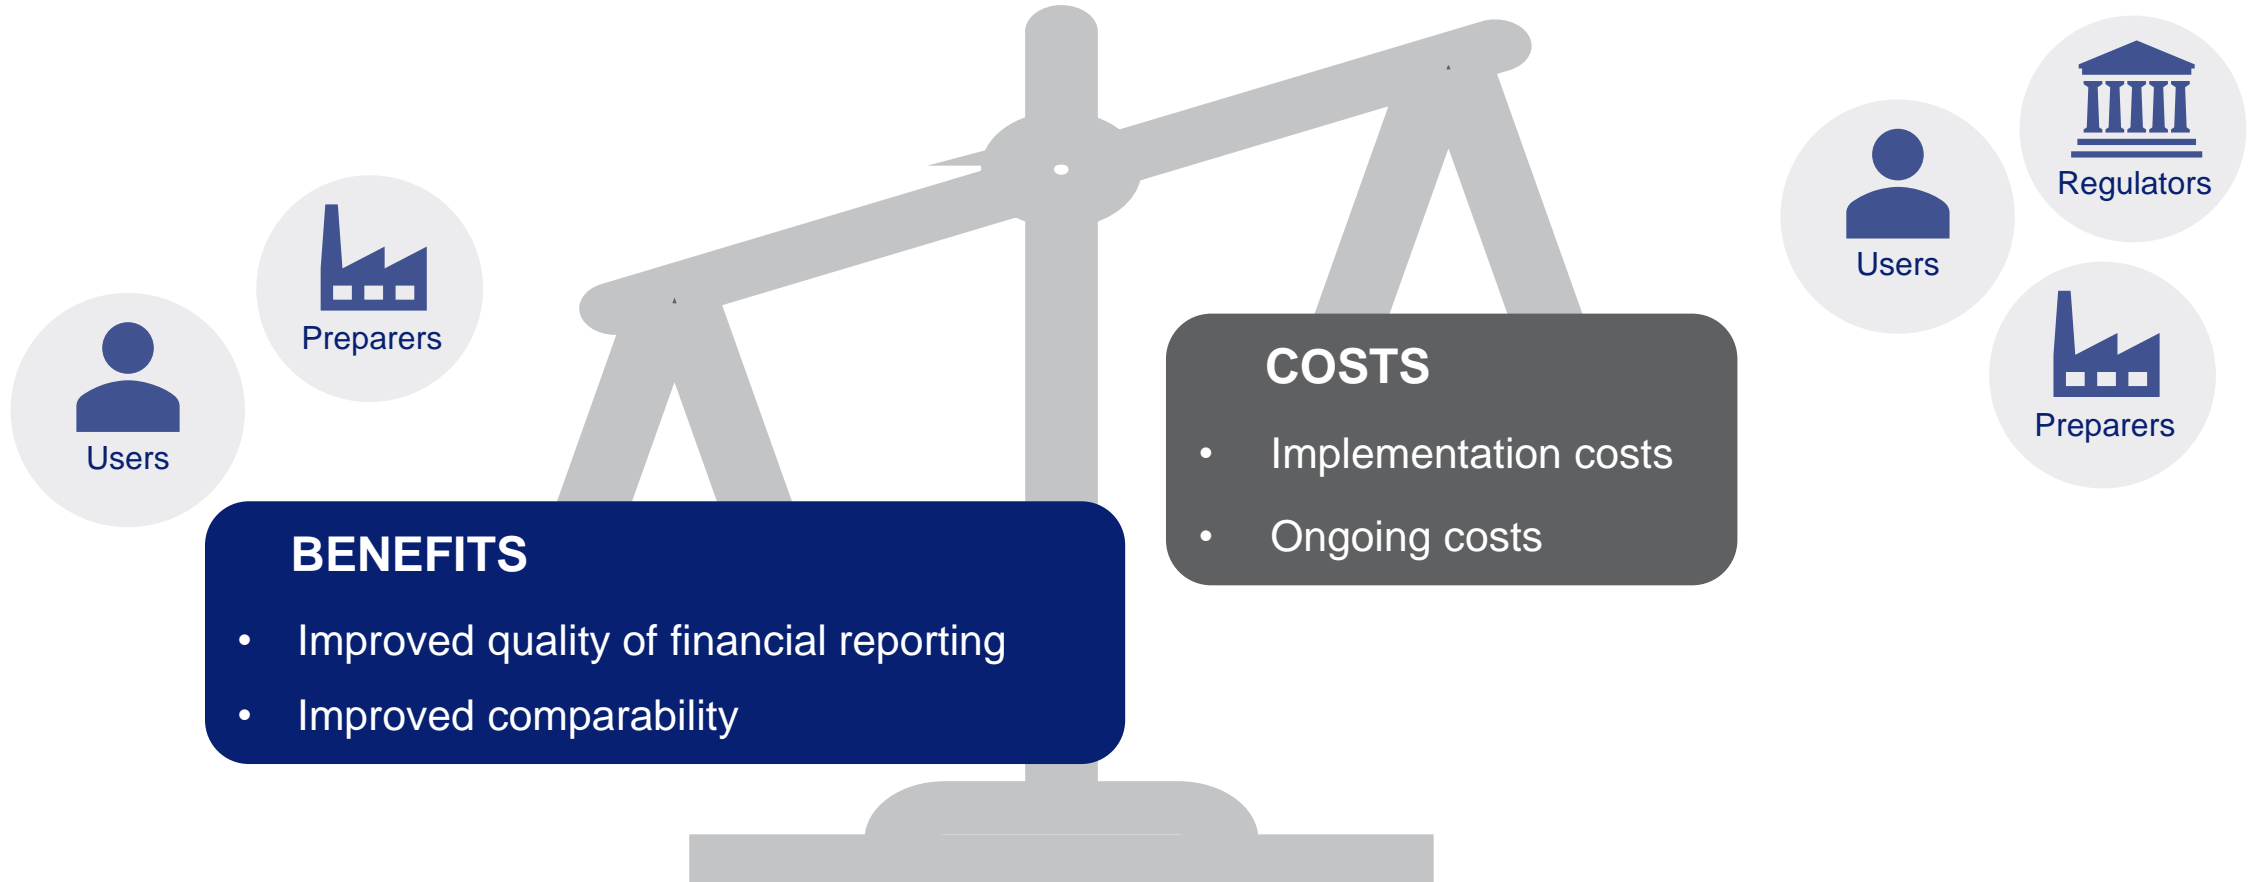 Users
Preparers
BENEFITS
• Improved quality of financial reporting
• Improved comparability
COSTS
• Implementation costs
• Ongoing costs
Users
Regulators
Preparers